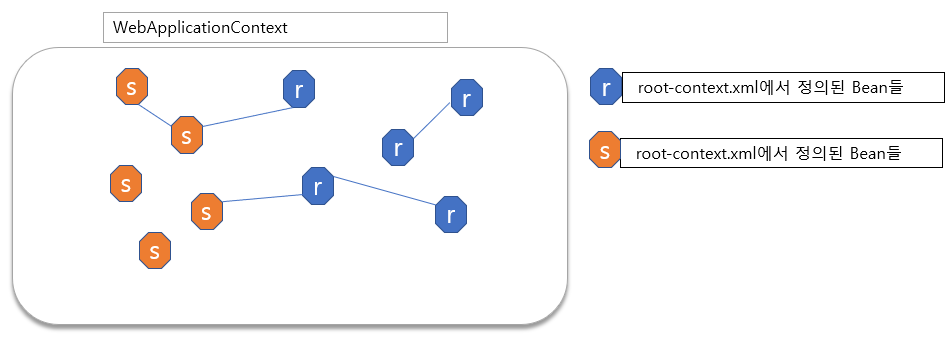 WebApplicationContext
s
r
r
s
r
s
r
s
r
s
r
root-context.xml에서 정의된 Bean들
s
root-context.xml에서 정의된 Bean들